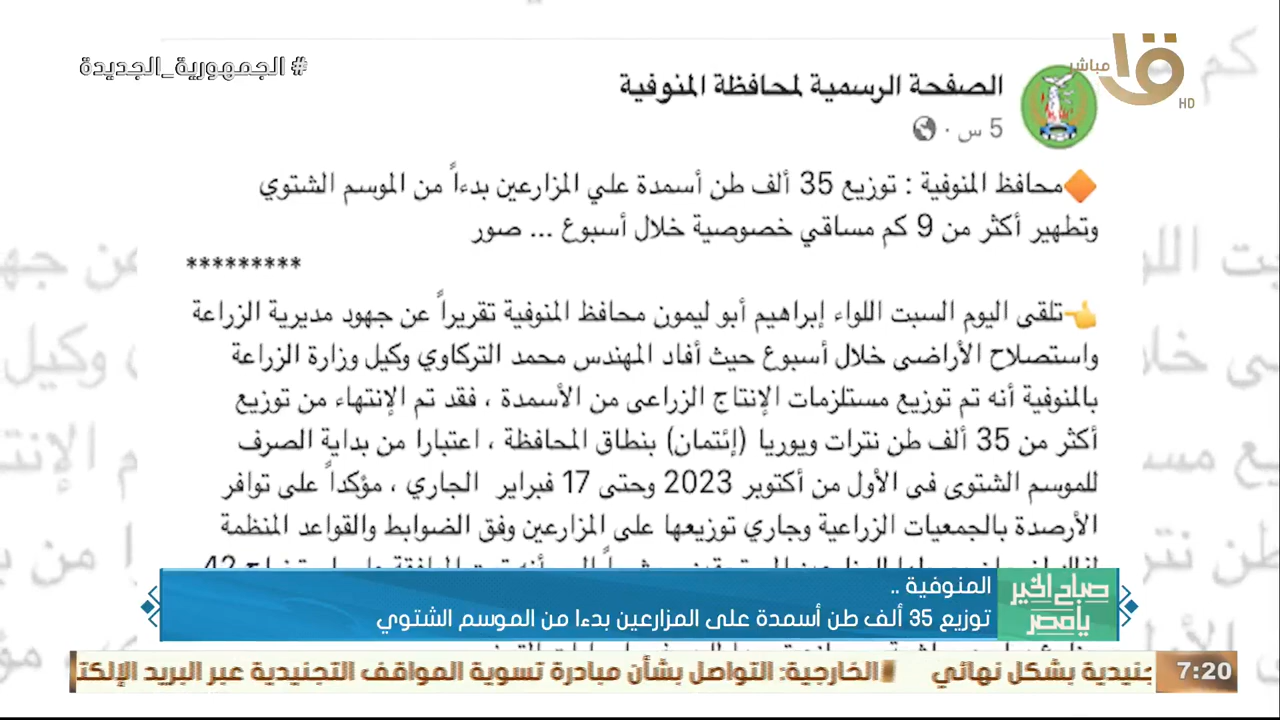 # الجمهورية_الجديدة
مباشر
HD
الصفحة الرسمية لمحافظة المنوفية
5 س ·
محافظ المنوفية : توزيع 35 ألف طن أسمدة علي المزارعين بدءاً من الموسم الشتوي
وتطهير أكثر من 9 كم مساقي خصوصية خلال أسبوع ... صور
*********
تلقى اليوم السبت اللواء إبراهيم أبو ليمون محافظ المنوفية تقريراً عن جهود مديرية الزراعة
واستصلاح الأراضى خلال أسبوع حيث أفاد المهندس محمد التركاوي وكيل وزارة الزراعة
بالمنوفية أنه تم توزيع مستلزمات الإنتاج الزراعى من الأسمدة ، فقد تم الإنتهاء من توزيع
أكثر من 35 ألف طن نترات ويوريا (إئتمان) بنطاق المحافظة ، اعتبارا من بداية الصرف
للموسم الشتوى فى الأول من أكتوبر 2023 وحتى 17 فبراير الجاري ، مؤكداً على توافر
الأرصدة بالجمعيات الزراعية وجاري توزيعها على المزارعين وفق الضوابط والقواعد المنظمة
صباح الخير
يا مصر
المنوفية ..
توزيع 35 ألف طن أسمدة على المزارعين بدءا من الموسم الشتوي
7:20
جنيدية بشكل نهائي # الخارجية: التواصل بشأن مبادرة تسوية المواقف التجنيدية عبر البريد الإلكت